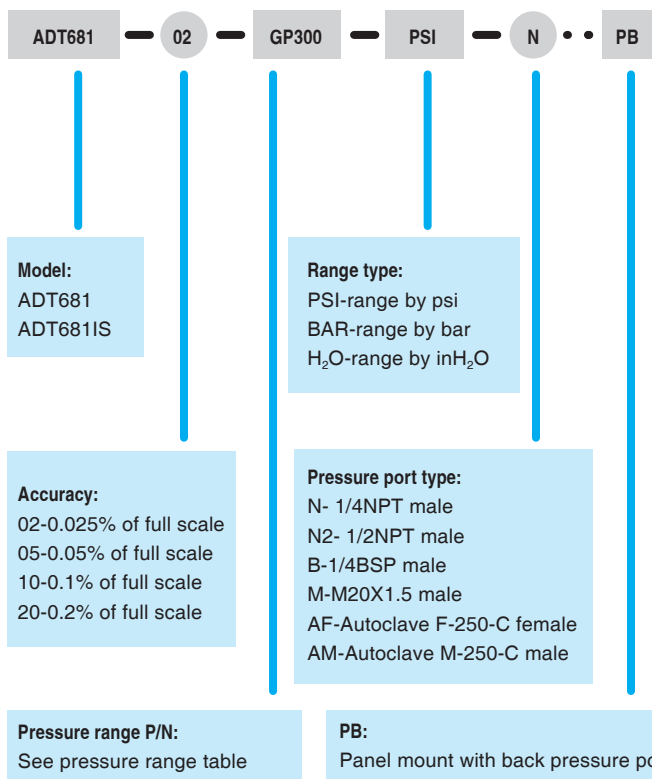 ADT681 02 GP300 PSI N PB
Model:
ADT681
ADT681IS
Range type:
PSI-range by psi
BAR-range by bar
H₂O-range by inH₂O
Accuracy:
02-0.025% of full scale
05-0.05% of full scale
10-0.1% of full scale
20-0.2% of full scale
Pressure port type:
N- 1/4NPT male
N2- 1/2NPT male
B-1/4BSP male
M-M20X1.5 male
AF-Autoclave F-250-C female
AM-Autoclave M-250-C male
Pressure range P/N:
See pressure range table
PB:
Panel mount with back pressure